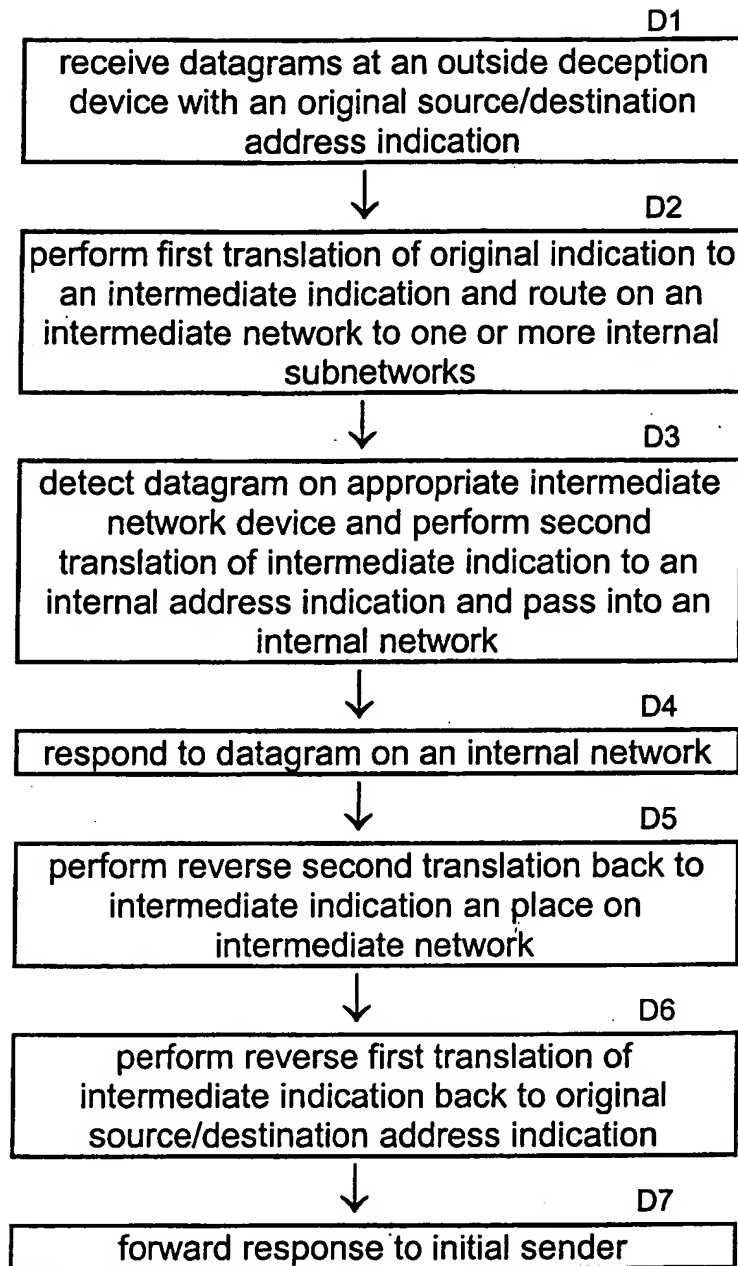 D1
receive datagrams at an outside deception
device with an original source/destination
address indication
D2
perform first translation of original indication to
an intermediate indication and route on an
intermediate network to one or more internal
subnetworks
D3
detect datagram on appropriate intermediate
network device and perform second
translation of intermediate indication to an
internal address indication and pass into an
internal network
D4
respond to datagram on an internal network
D5
perform reverse second translation back to
intermediate indication an place on
intermediate network
D6
perform reverse first translation of
intermediate indication back to original
source/destination address indication
D7
forward response to initial sender